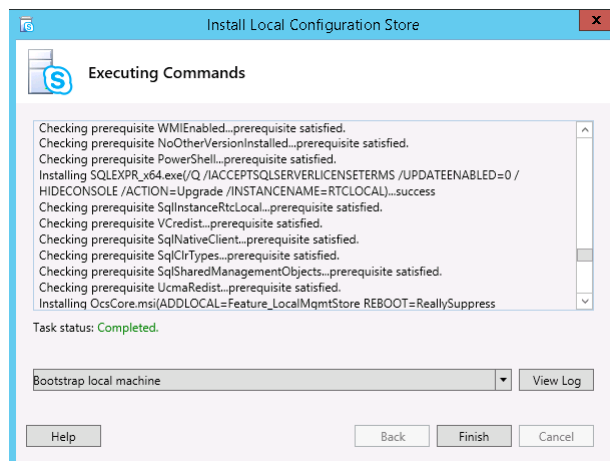 Install Local Configuration Store
x
S
Executing Commands
Checking prerequisite WMIEnabled...prerequisite satisfied.
Checking prerequisite NoOtherVersionInstalled...prerequisite satisfied.
Checking prerequisite PowerShell...prerequisite satisfied.
Installing SQLEXPR_x64.exe(/Q /IACCEPTSQLSERVERLICENSETERMS /UPDATEENABLED=0 /
HIDECONSOLE /ACTION=Upgrade /INSTANCENAME=RTCLOCAL)...success
Checking prerequisite SqlInstanceRtcLocal...prerequisite satisfied.
Checking prerequisite VCredist...prerequisite satisfied.
Checking prerequisite SqlNativeClient...prerequisite satisfied.
Checking prerequisite SqlClrTypes...prerequisite satisfied.
Checking prerequisite SqlSharedManagementObjects...prerequisite satisfied.
Checking prerequisite UcmaRedist...prerequisite satisfied.
Installing OcsCore.msi(ADDLOCAL=Feature_LocalMgmtStore REBOOT=ReallySuppress
Task status: Completed.
Bootstrap local machine
View Log
Help
Back
Finish
Cancel